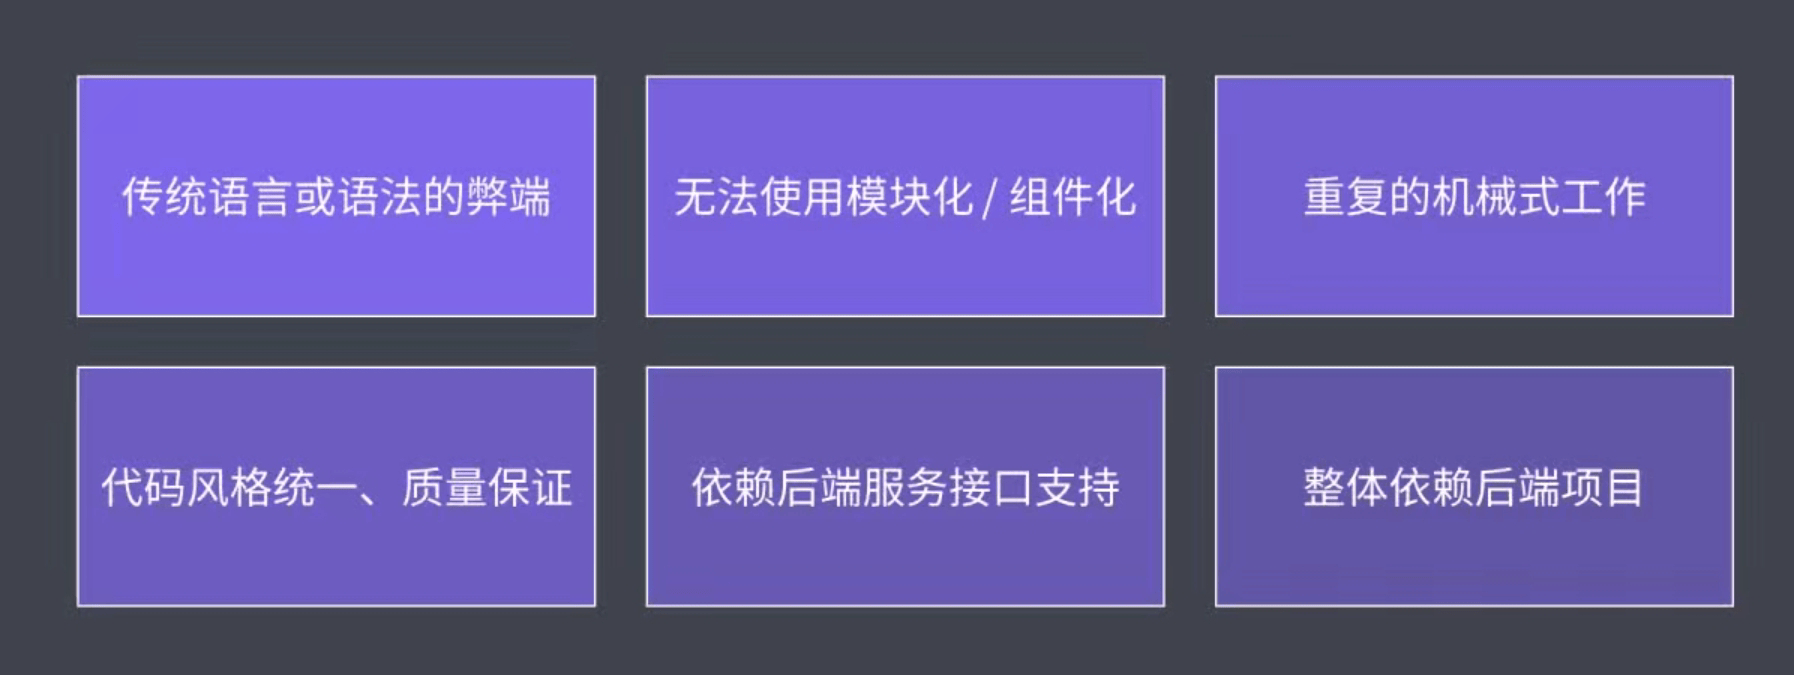 传统语言或语法的弊端
无法使用模块化 / 组件化
重复的机械式工作
代码风格统一、质量保证
依赖后端服务接口支持
整体依赖后端项目